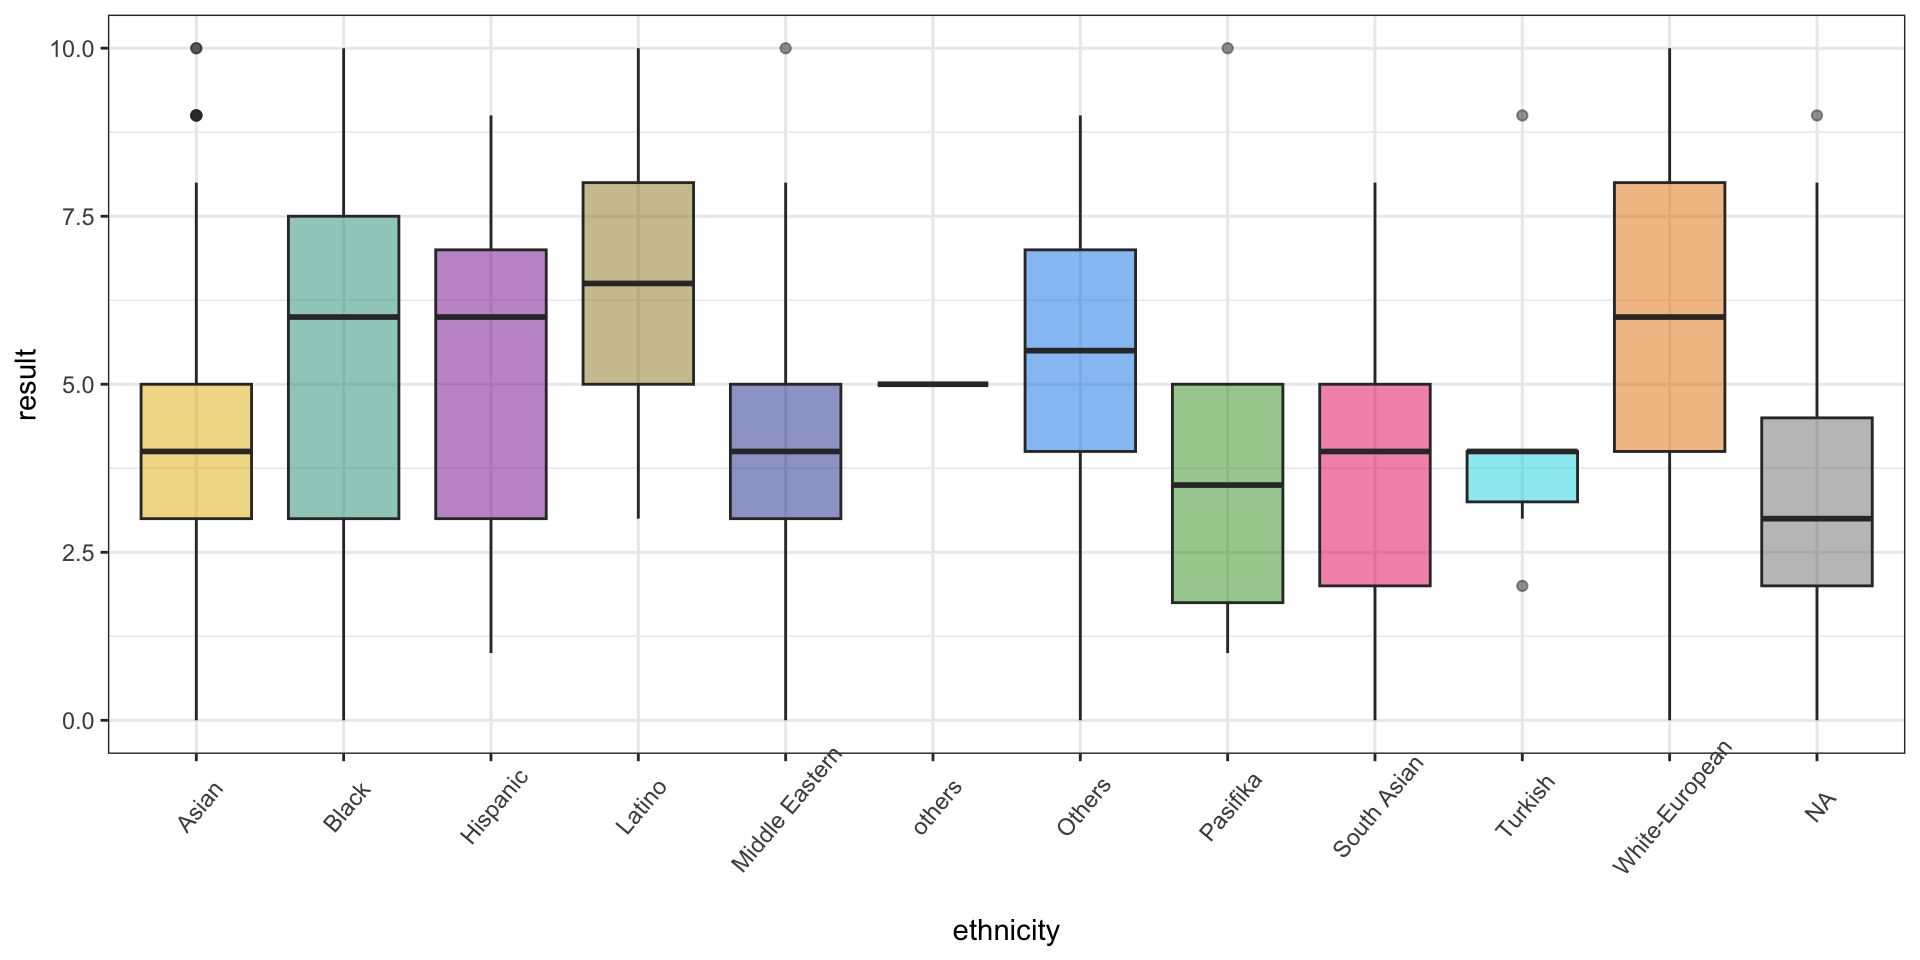 result
10.0
7.5
5.0
2.5
0.0
Asian
Black
Hispanic
Latino
Middle Eastern
others
Others
Pasifika
South Asian
Turkish
White-European
NA
ethnicity